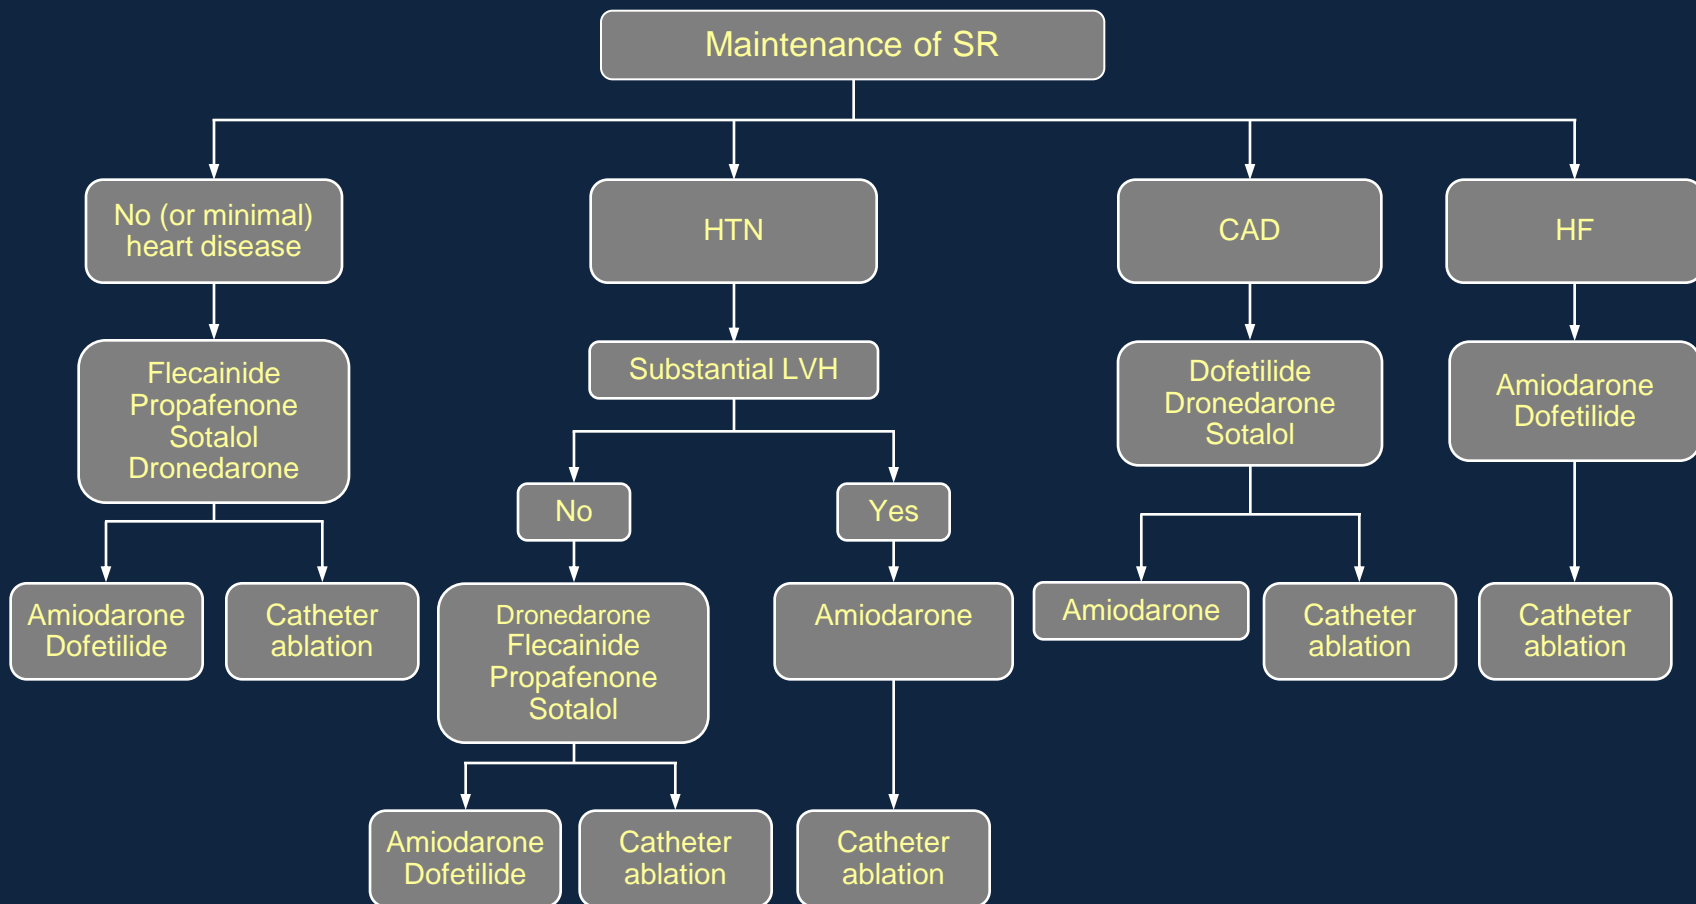 Maintenance of SR
No (or minimal)
heart disease
HTN
CAD
HF
Flecainide
Propafenone
Sotalol
Dronedarone
Substantial LVH
Dofetilide
Dronedarone
Sotalol
Amiodarone
Dofetilide
No
Yes
Amiodarone
Dofetilide
Catheter
ablation
Dronedarone
Flecainide
Propafenone
Sotalol
Amiodarone
Amiodarone
Catheter
ablation
Catheter
ablation
Amiodarone
Dofetilide
Catheter
ablation
Catheter
ablation